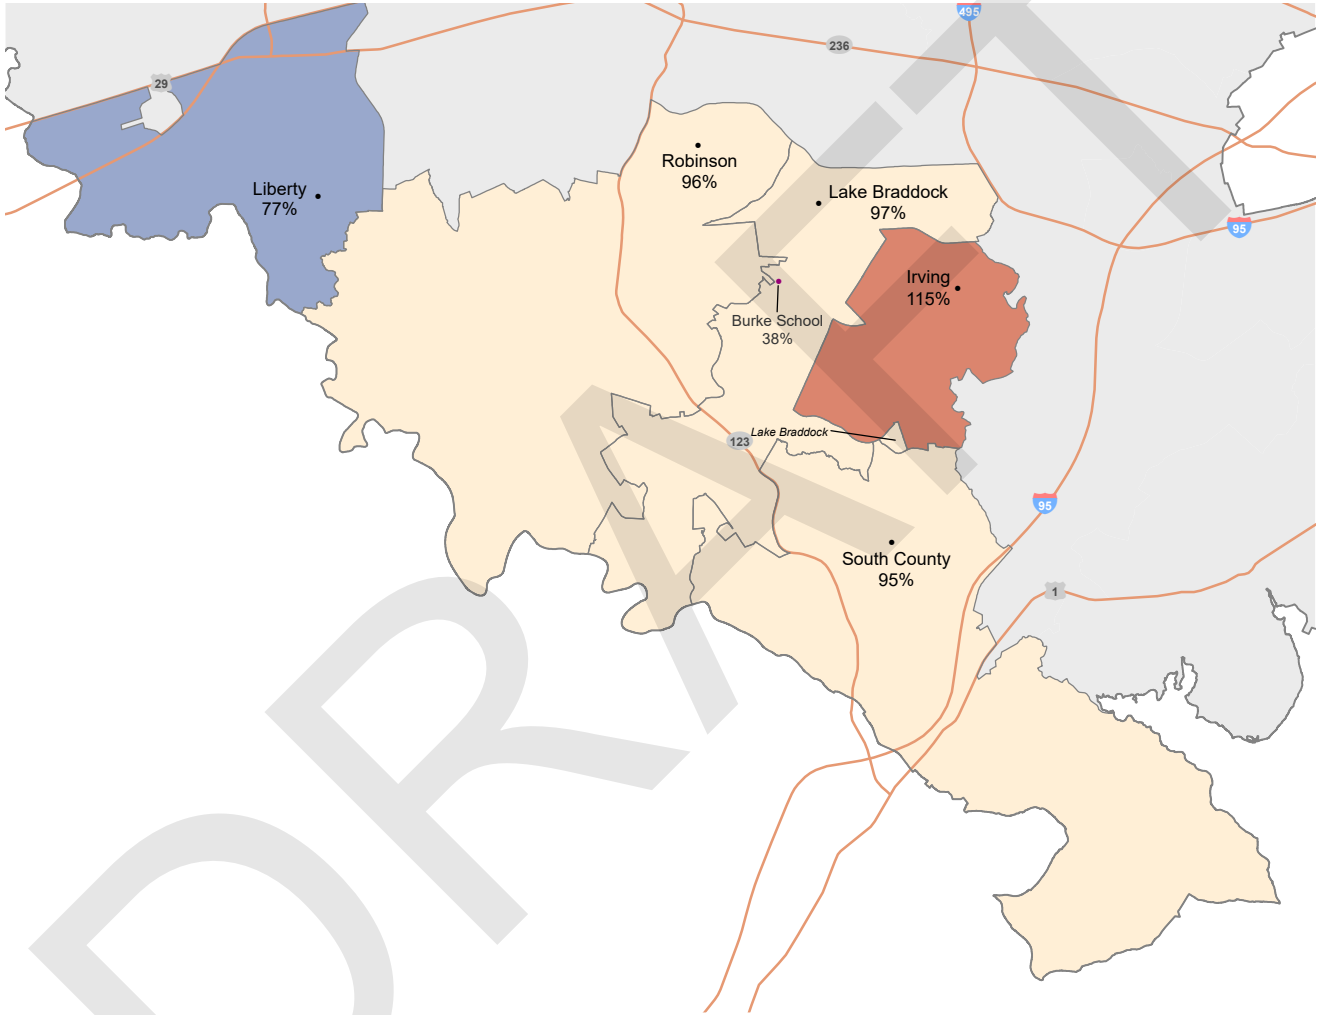 495
236
29
Robinson
96%
Liberty
77%
Lake Braddock
97%
95
Irving
115%
Burke School
38%
Lake Braddock
123
95
South County
95%
1
DRAFT